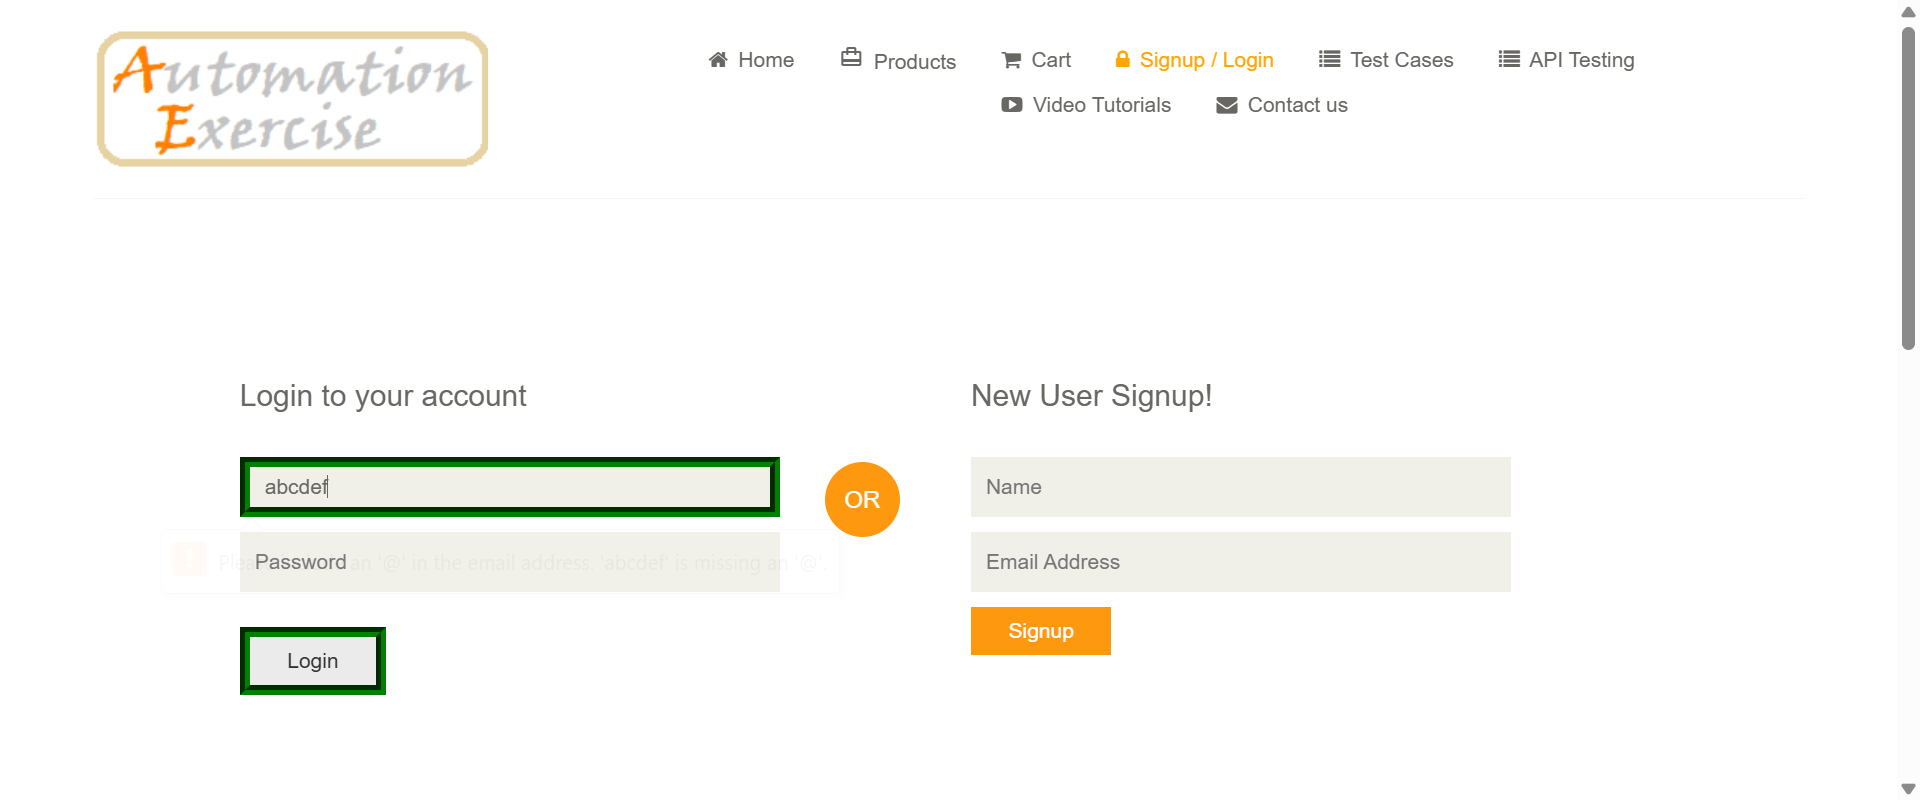 Automation
Exercise
Home
Products
Cart
Signup / Login
Test Cases
API Testing
Video Tutorials
Contact us
Login to your account
New User Signup!
abcdef
OR
Name
Password
an '@' in the email address. 'abcdef' is missing an '@'.
Email Address
Login
Signup